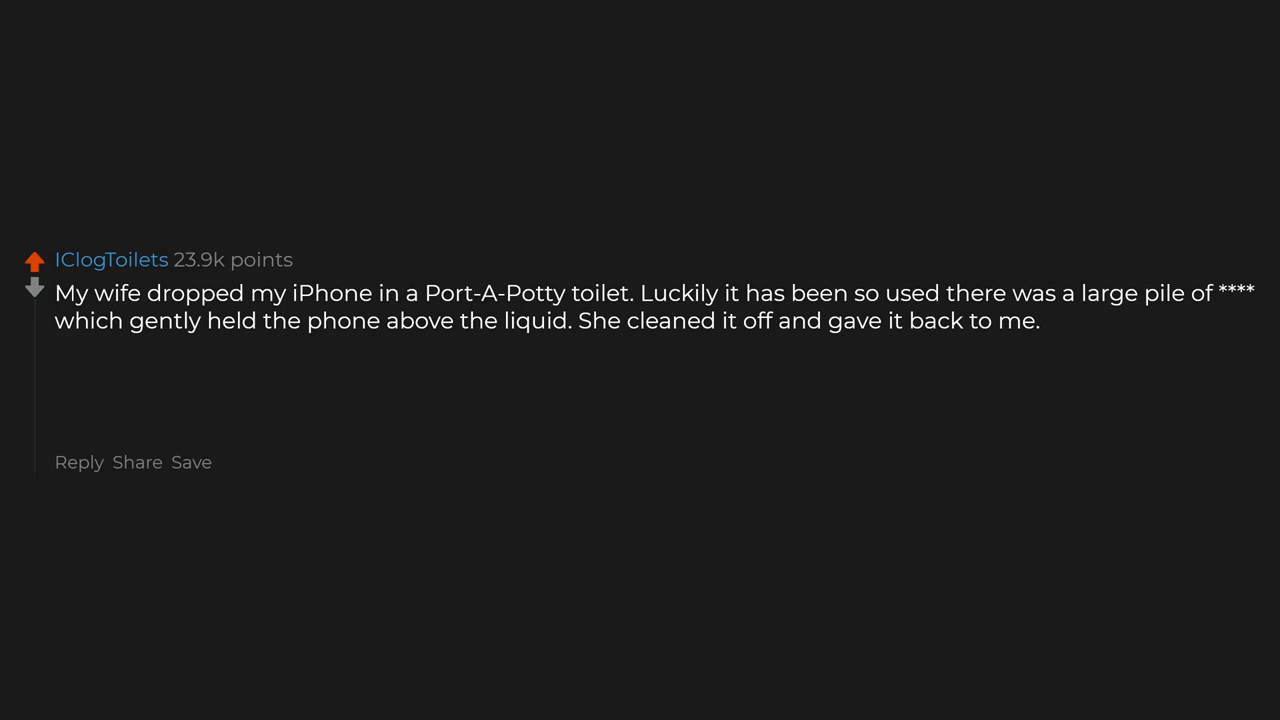 IClogToilets 23.9k points
My wife dropped my iPhone in a Port-A-Potty toilet. Luckily it has been so used there was a large pile of ****
which gently held the phone above the liquid. She cleaned it off and gave it back to me.
Reply Share Save